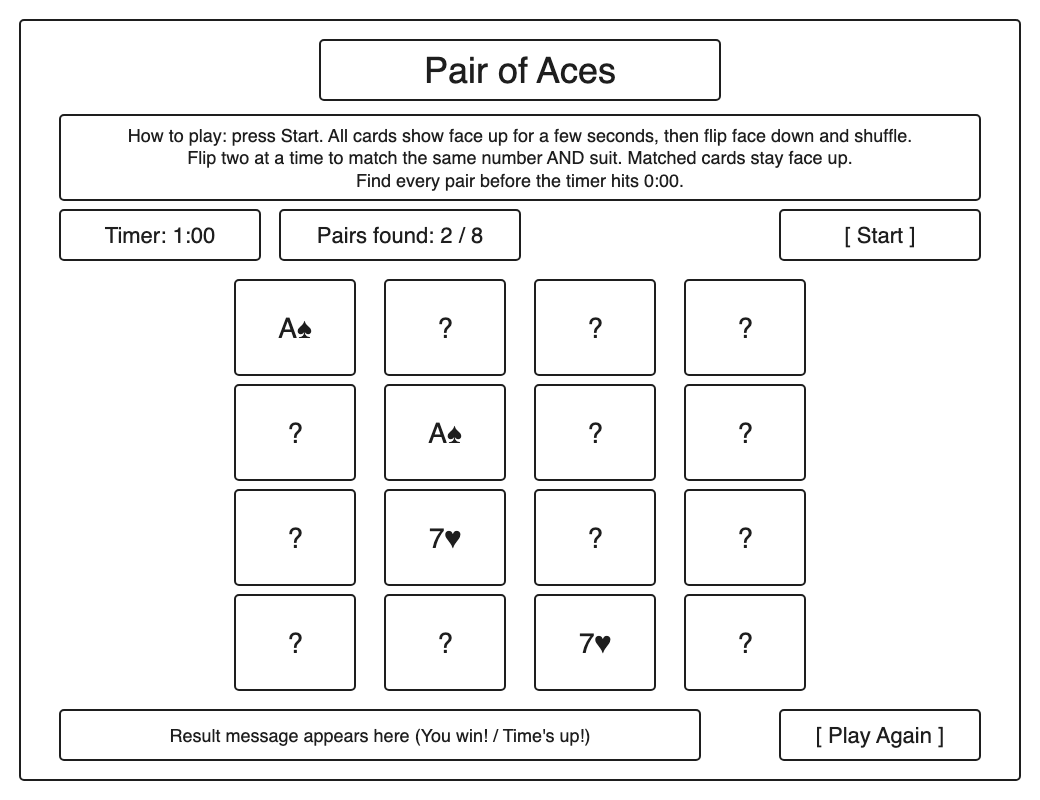 Pair of Aces
How to play: press Start. All cards show face up for a few seconds, then flip face down and shuffle.
Flip two at a time to match the same number AND suit. Matched cards stay face up.
Find every pair before the timer hits 0:00.
Timer: 1:00
Pairs found: 2 / 8
[ Start ]
A♠
?
?
?
?
A♠
?
?
?
7♥
?
?
?
?
7♥
?
Result message appears here (You win! / Time's up!)
[ Play Again ]